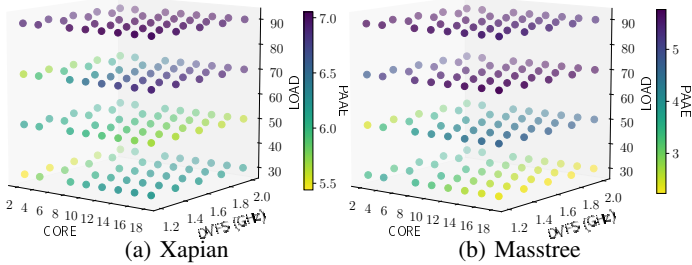 90
80
70
60
50
40
30
LOAD
2 4 6 8 10 12 14 16 18
CORE
1.2 1.4 1.6 1.8 2.0
DVFS (GHz)
7.0
6.5
6.0
5.5
PAAE
(a) Xapian
90
80
70
60
50
40
30
LOAD
2 4 6 8 10 12 14 16 18
CORE
1.2 1.4 1.6 1.8 2.0
DVFS (GHz)
5
4
3
PAAE
(b) Masstree